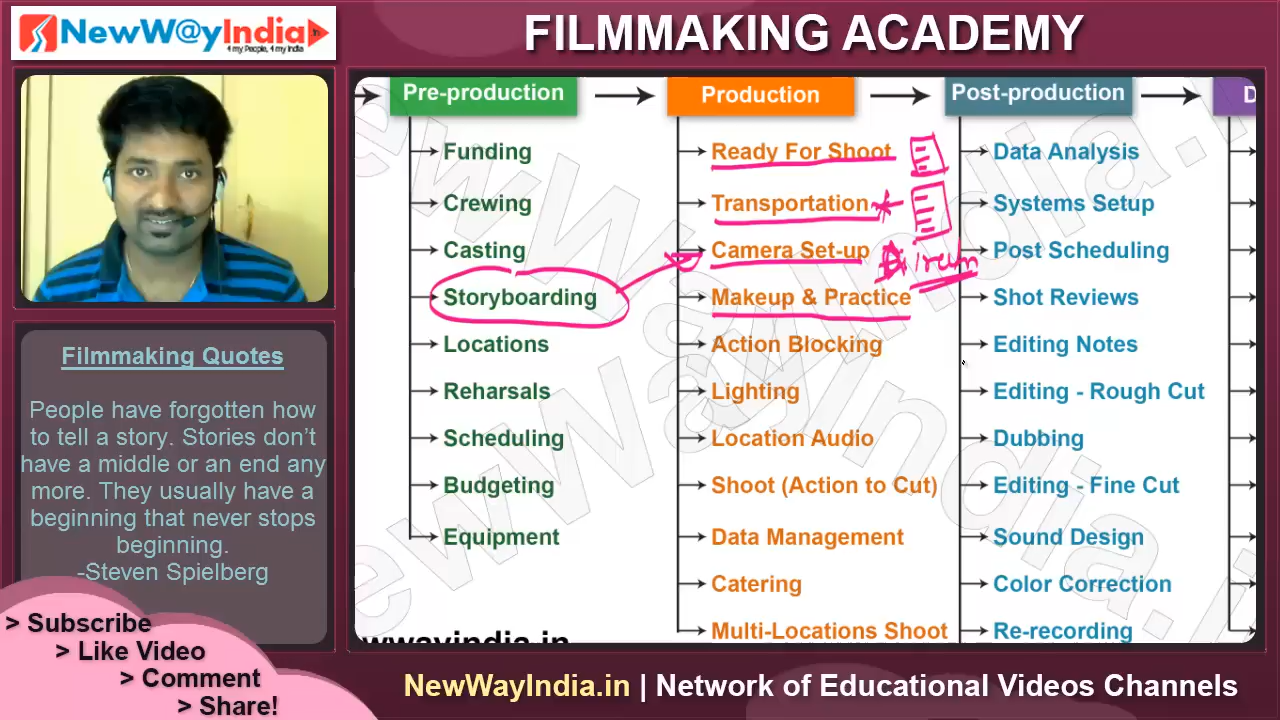 NewW@yIndia.in
4 my People, 4 my India
FILMMAKING ACADEMY
Filmmaking Quotes
People have forgotten how
to tell a story. Stories don’t
have a middle or an end any
more. They usually have a
beginning that never stops
beginning.
-Steven Spielberg
> Subscribe
> Like Video
> Comment
> Share!
Pre-production
Funding
Crewing
Casting
Storyboarding
Locations
Reharsals
Scheduling
Budgeting
Equipment
wwayindia.in
Production
Ready For Shoot
Transportation
Camera Set-up
Makeup & Practice
Action Blocking
Lighting
Location Audio
Shoot (Action to Cut)
Data Management
Catering
Multi-Locations Shoot
Post-production
Data Analysis
Systems Setup
Post Scheduling
Shot Reviews
Editing Notes
Editing - Rough Cut
Dubbing
Editing - Fine Cut
Sound Design
Color Correction
Re-recording
D
NewWayIndia.in | Network of Educational Videos Channels